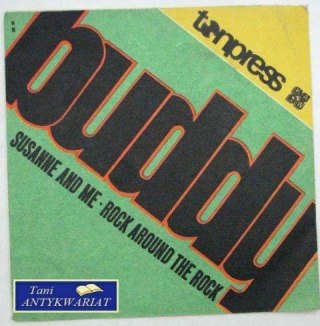 tonpress
buddy
SUSANNE AND ME · ROCK AROUND THE ROCK
Tani
ANTYKWARIAT